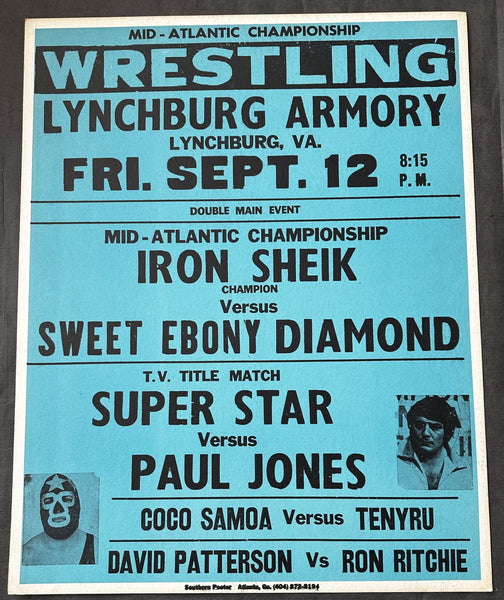 MID-ATLANTIC CHAMPIONSHIP
WRESTLING
LYNCHBURG ARMORY
LYNCHBURG, VA.
FRI. SEPT. 12 8:15 P.M.
DOUBLE MAIN EVENT
MID-ATLANTIC CHAMPIONSHIP
IRON SHEIK
CHAMPION
Versus
SWEET EBONY DIAMOND
T.V. TITLE MATCH
SUPER STAR
Versus
PAUL JONES
COCO SAMOA Versus TENYRU
DAVID PATTERSON Vs RON RITCHIE
Southern Poster Atlanta, Ga. (404) 872-8194